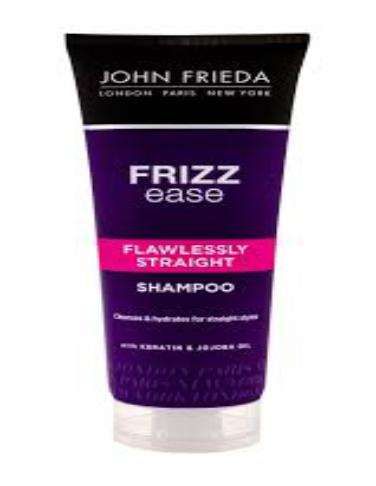 JOHN FRIEDA
LONDON PARIS NEW YORK
FRIZZ
ease
FLAWLESSLY
STRAIGHT
SHAMPOO
Cleanses & hydrates for straight styles
WITH KERATIN & JOJOBA OIL